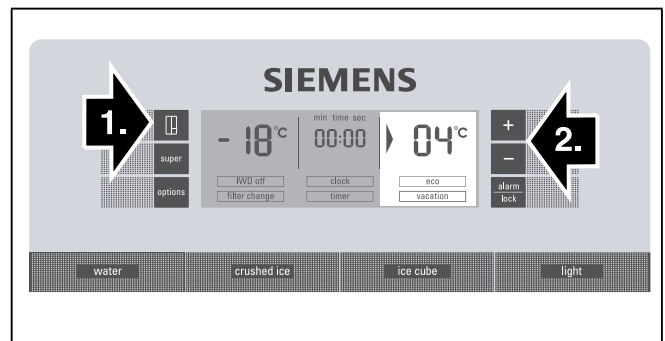 SIEMENS
1.
super
options
- 18°C
min time sec
00:00
04°C
IWD off
clock
eco
filter change
timer
vacation
+
-
alarm
lock
2.
water
crushed ice
ice cube
light